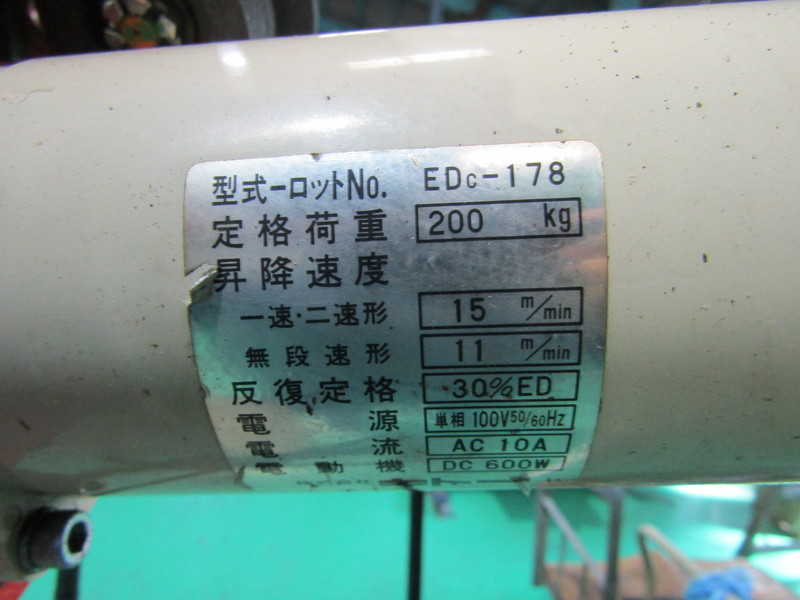 型式-ロットNo. EDc-178
定格荷重 200 kg
昇降速度
一速・二速形 15 m/min
無段速形 11 m/min
反復定格 30%ED
電源 単相 100V50/60Hz
電流 AC 10A
電動機 DC 600W